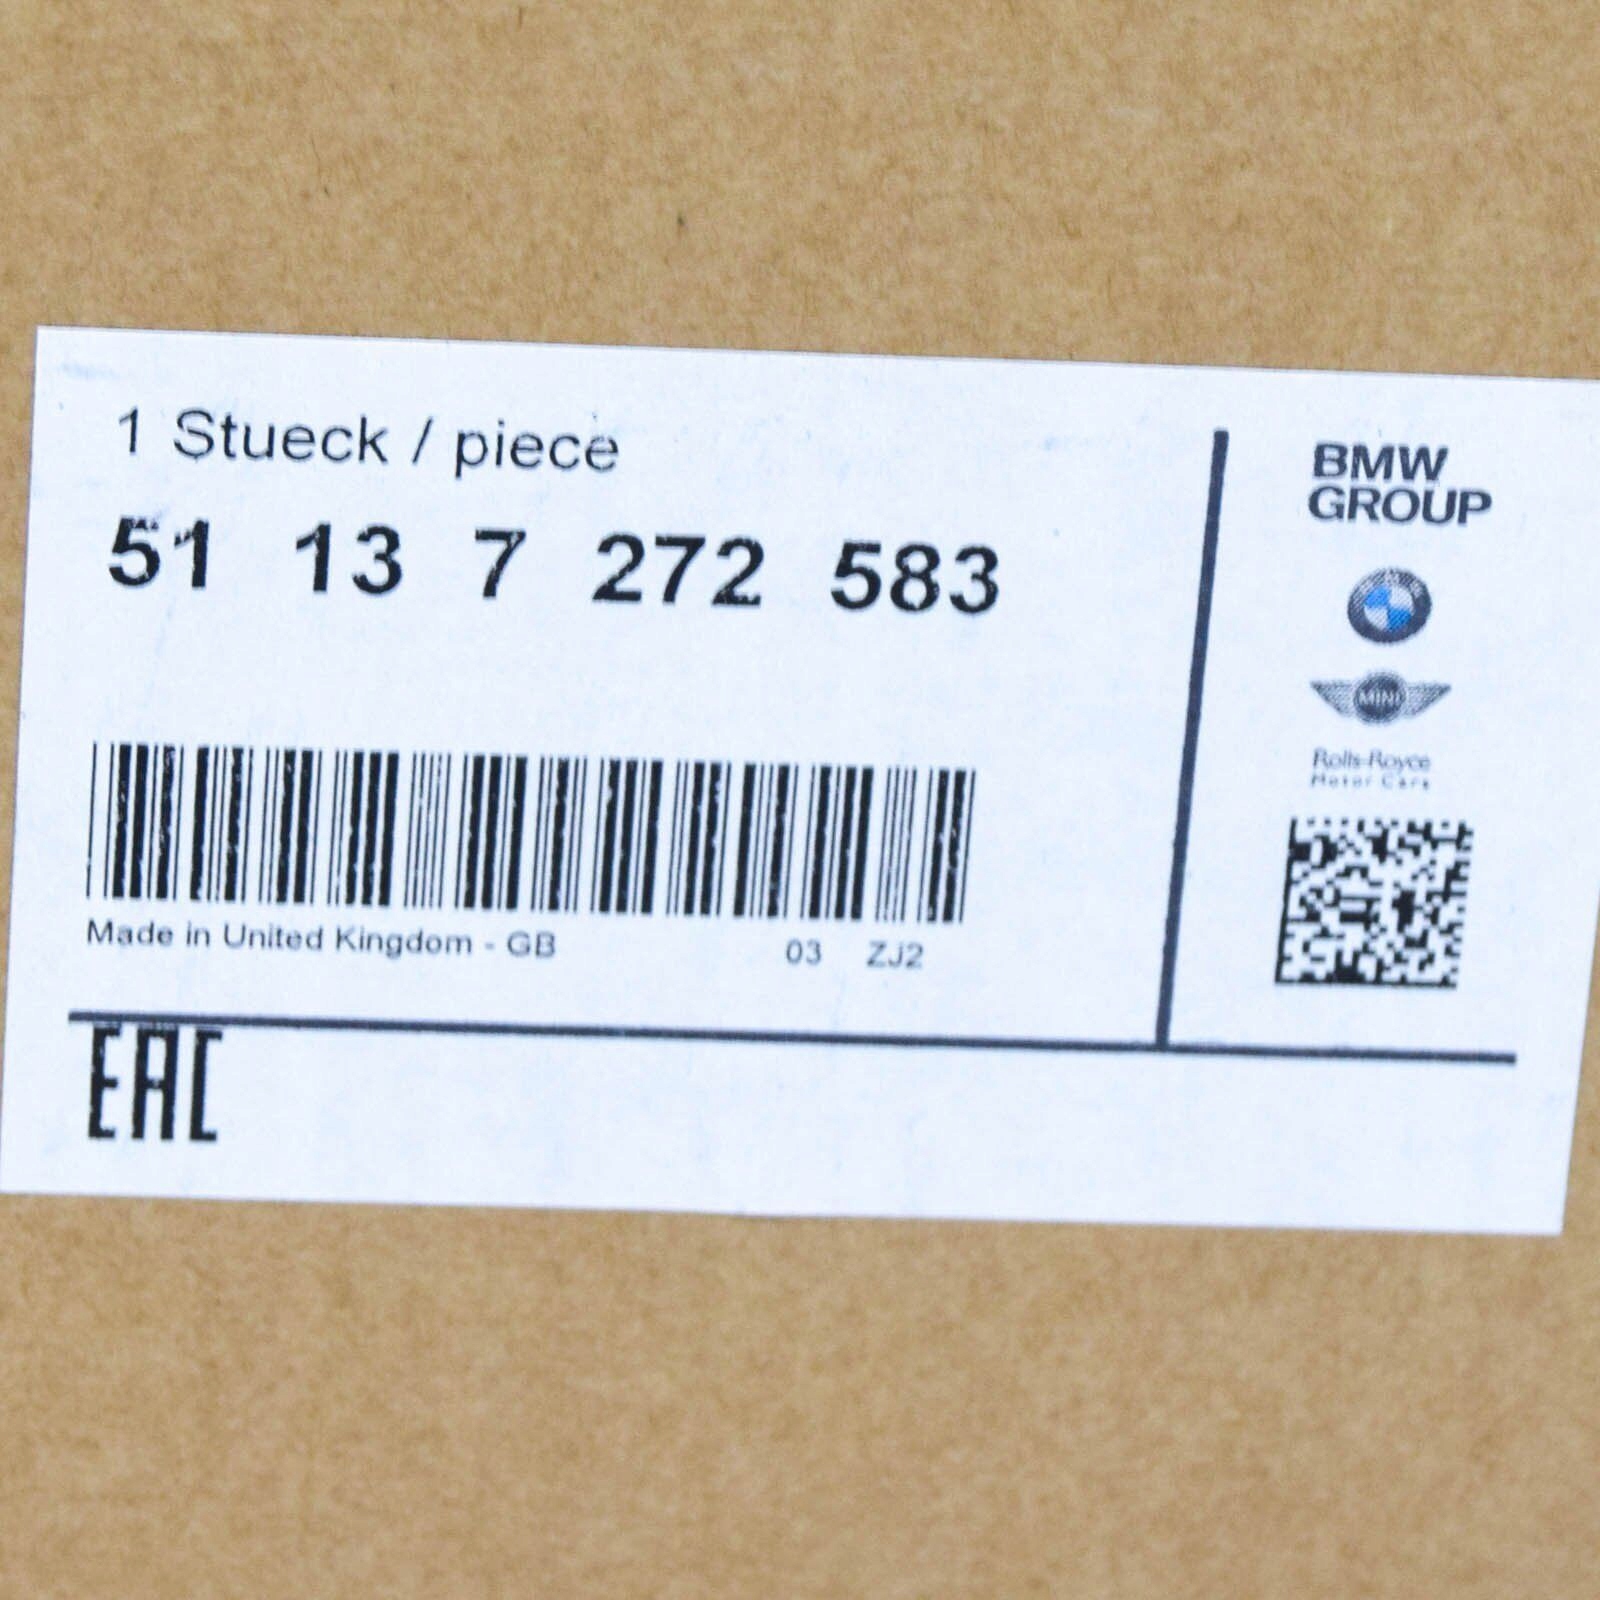 1 Stueck / piece
51 13 7 272 583
Made in United Kingdom - GB 03 ZJ2
EAC
BMW
GROUP
MINI
Rolls-Royce
Motor Cars